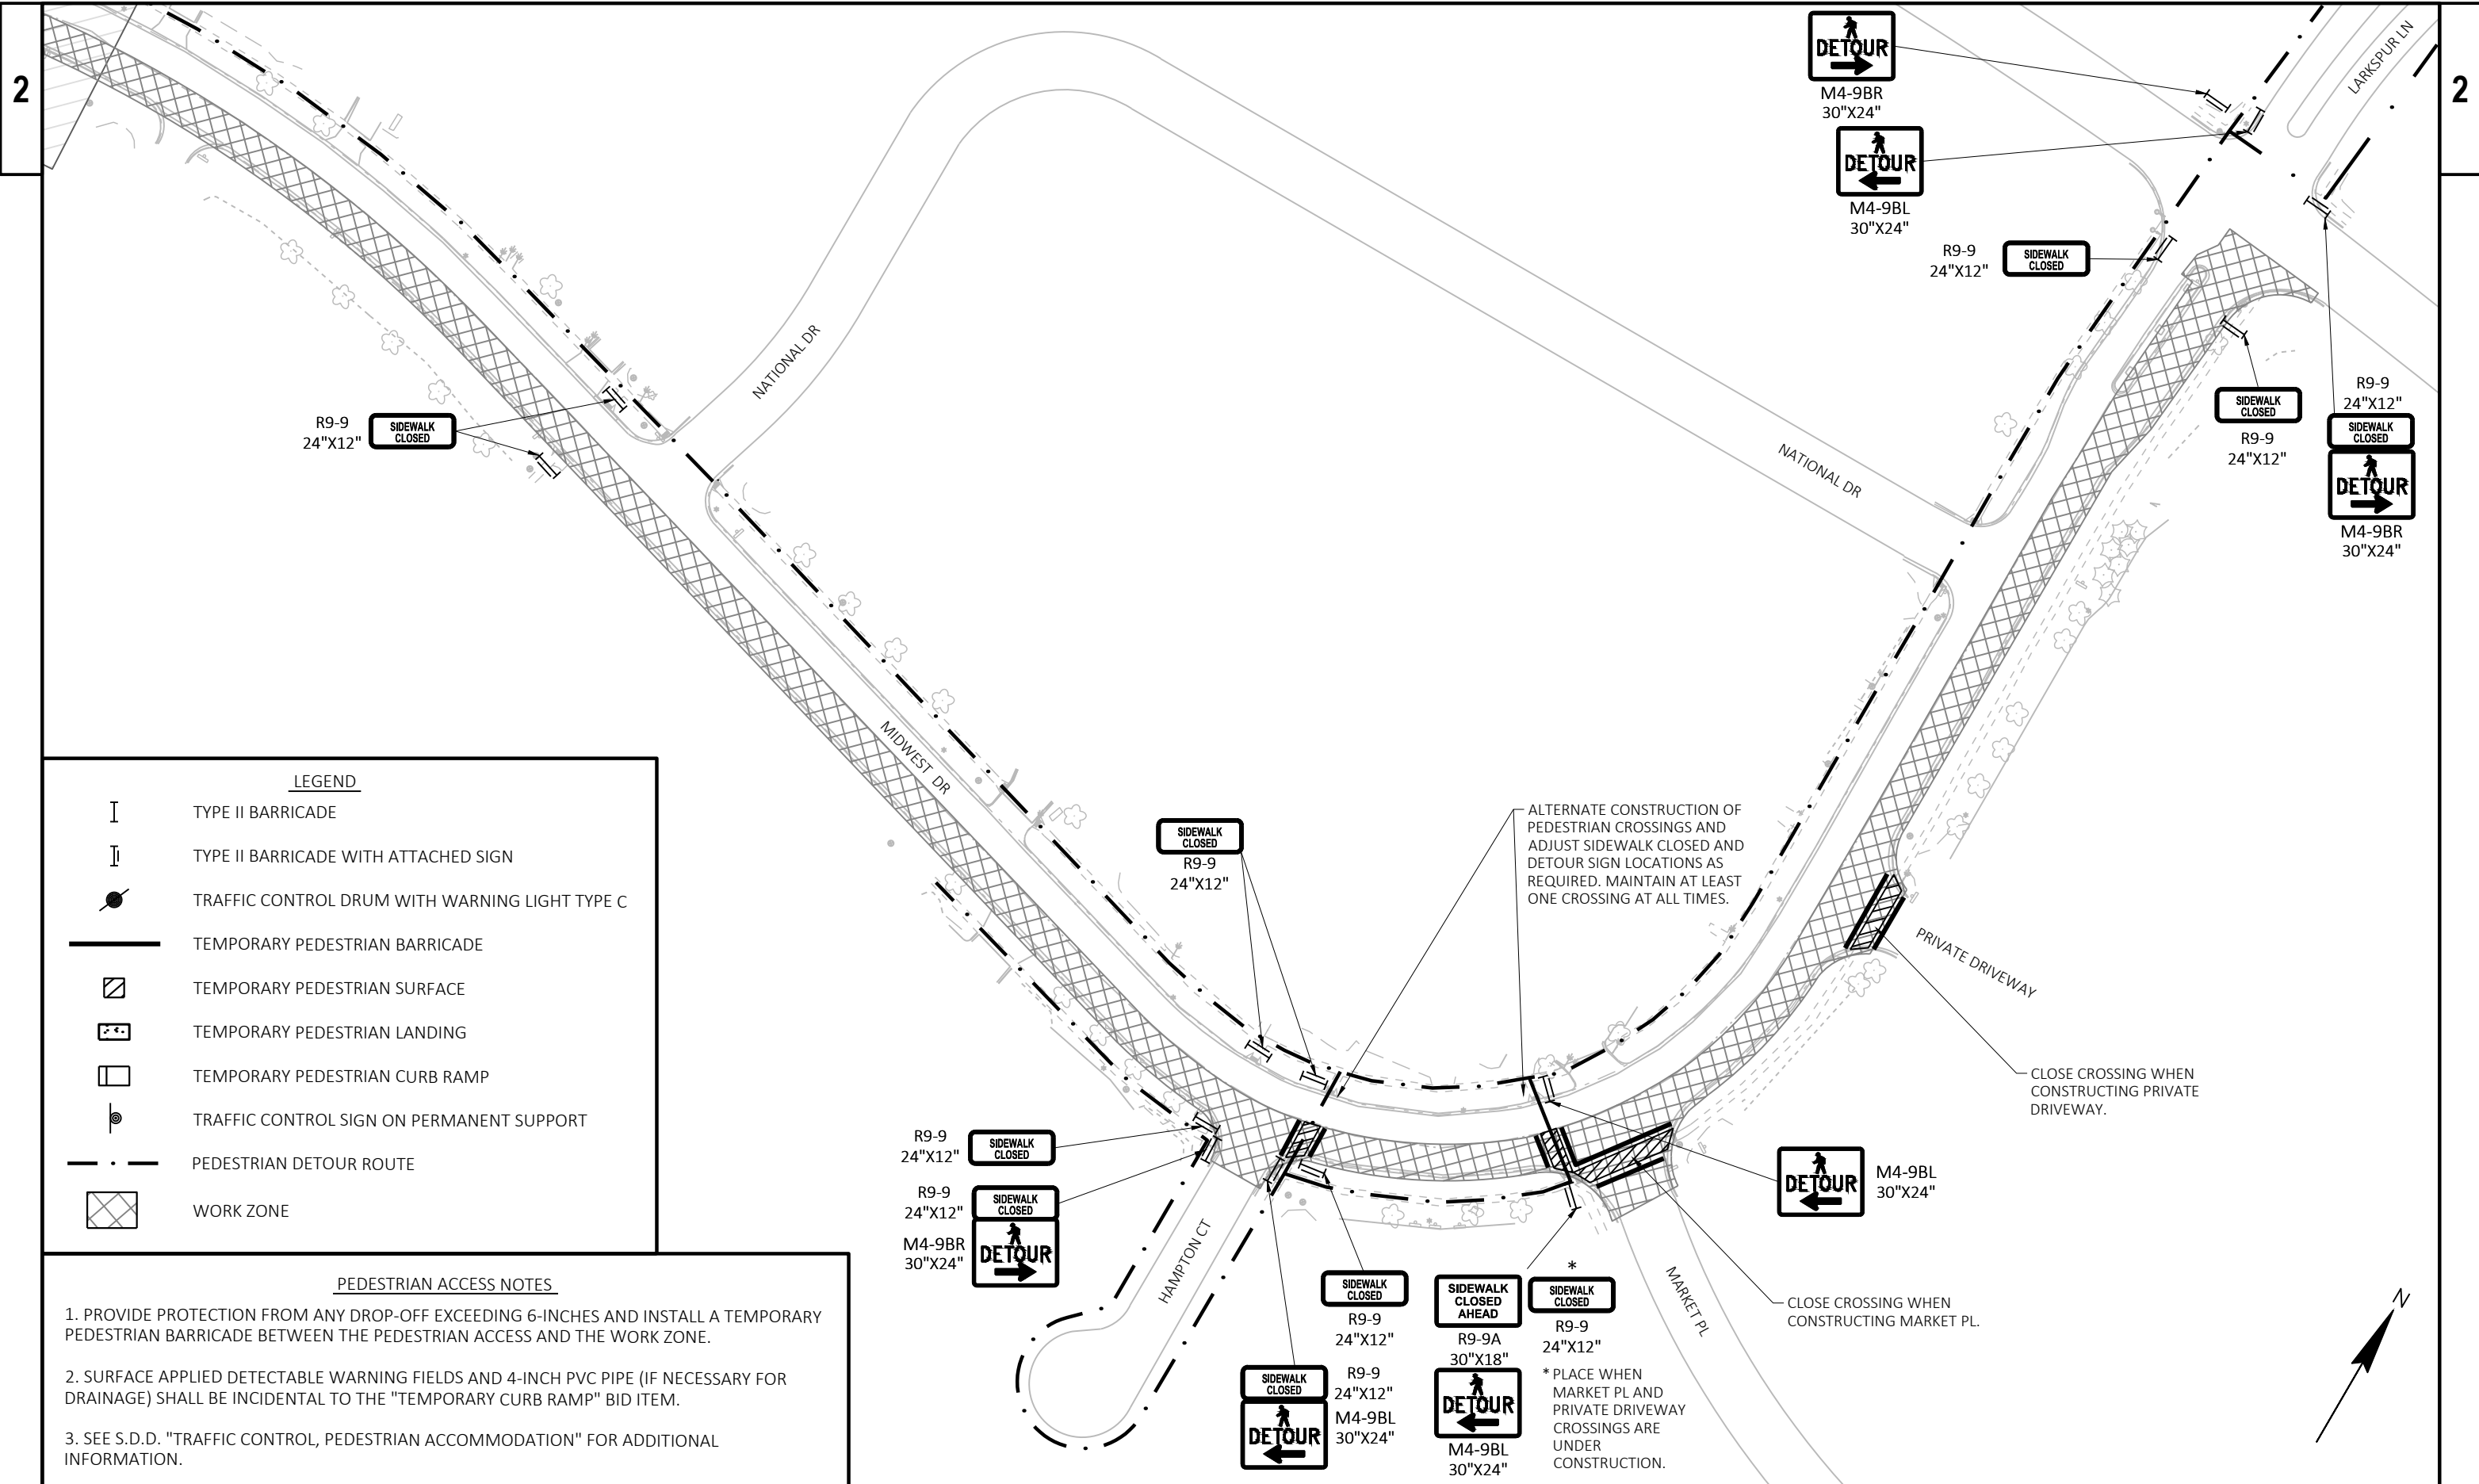 2
2
DETOUR
M4-9BR
30"X24"
DETOUR
M4-9BL
30"X24"
LARKSPUR LN
R9-9
24"X12"
SIDEWALK
CLOSED
SIDEWALK
CLOSED
R9-9
24"X12"
R9-9
24"X12"
SIDEWALK
CLOSED
DETOUR
M4-9BR
30"X24"
NATIONAL DR
NATIONAL DR
R9-9
24"X12"
SIDEWALK
CLOSED
MIDWEST DR
LEGEND
TYPE II BARRICADE
TYPE II BARRICADE WITH ATTACHED SIGN
TRAFFIC CONTROL DRUM WITH WARNING LIGHT TYPE C
TEMPORARY PEDESTRIAN BARRICADE
TEMPORARY PEDESTRIAN SURFACE
TEMPORARY PEDESTRIAN LANDING
TEMPORARY PEDESTRIAN CURB RAMP
TRAFFIC CONTROL SIGN ON PERMANENT SUPPORT
PEDESTRIAN DETOUR ROUTE
WORK ZONE
SIDEWALK
CLOSED
R9-9
24"X12"
ALTERNATE CONSTRUCTION OF
PEDESTRIAN CROSSINGS AND
ADJUST SIDEWALK CLOSED AND
DETOUR SIGN LOCATIONS AS
REQUIRED. MAINTAIN AT LEAST
ONE CROSSING AT ALL TIMES.
PRIVATE DRIVEWAY
CLOSE CROSSING WHEN
CONSTRUCTING PRIVATE
DRIVEWAY.
R9-9
24"X12"
SIDEWALK
CLOSED
R9-9
24"X12"
SIDEWALK
CLOSED
M4-9BR
30"X24"
DETOUR
HAMPTON CT
DETOUR
M4-9BL
30"X24"
MARKET PL
CLOSE CROSSING WHEN
CONSTRUCTING MARKET PL.
SIDEWALK
CLOSED
R9-9
24"X12"
SIDEWALK
CLOSED
AHEAD
R9-9A
30"X18"
DETOUR
M4-9BL
30"X24"
*
SIDEWALK
CLOSED
R9-9
24"X12"
* PLACE WHEN
MARKET PL AND
PRIVATE DRIVEWAY
CROSSINGS ARE
UNDER
CONSTRUCTION.
SIDEWALK
CLOSED
R9-9
24"X12"
DETOUR
M4-9BL
30"X24"
N
PEDESTRIAN ACCESS NOTES
1. PROVIDE PROTECTION FROM ANY DROP-OFF EXCEEDING 6-INCHES AND INSTALL A TEMPORARY
PEDESTRIAN BARRICADE BETWEEN THE PEDESTRIAN ACCESS AND THE WORK ZONE.
2. SURFACE APPLIED DETECTABLE WARNING FIELDS AND 4-INCH PVC PIPE (IF NECESSARY FOR
DRAINAGE) SHALL BE INCIDENTAL TO THE "TEMPORARY CURB RAMP" BID ITEM.
3. SEE S.D.D. "TRAFFIC CONTROL, PEDESTRIAN ACCOMMODATION" FOR ADDITIONAL
INFORMATION.